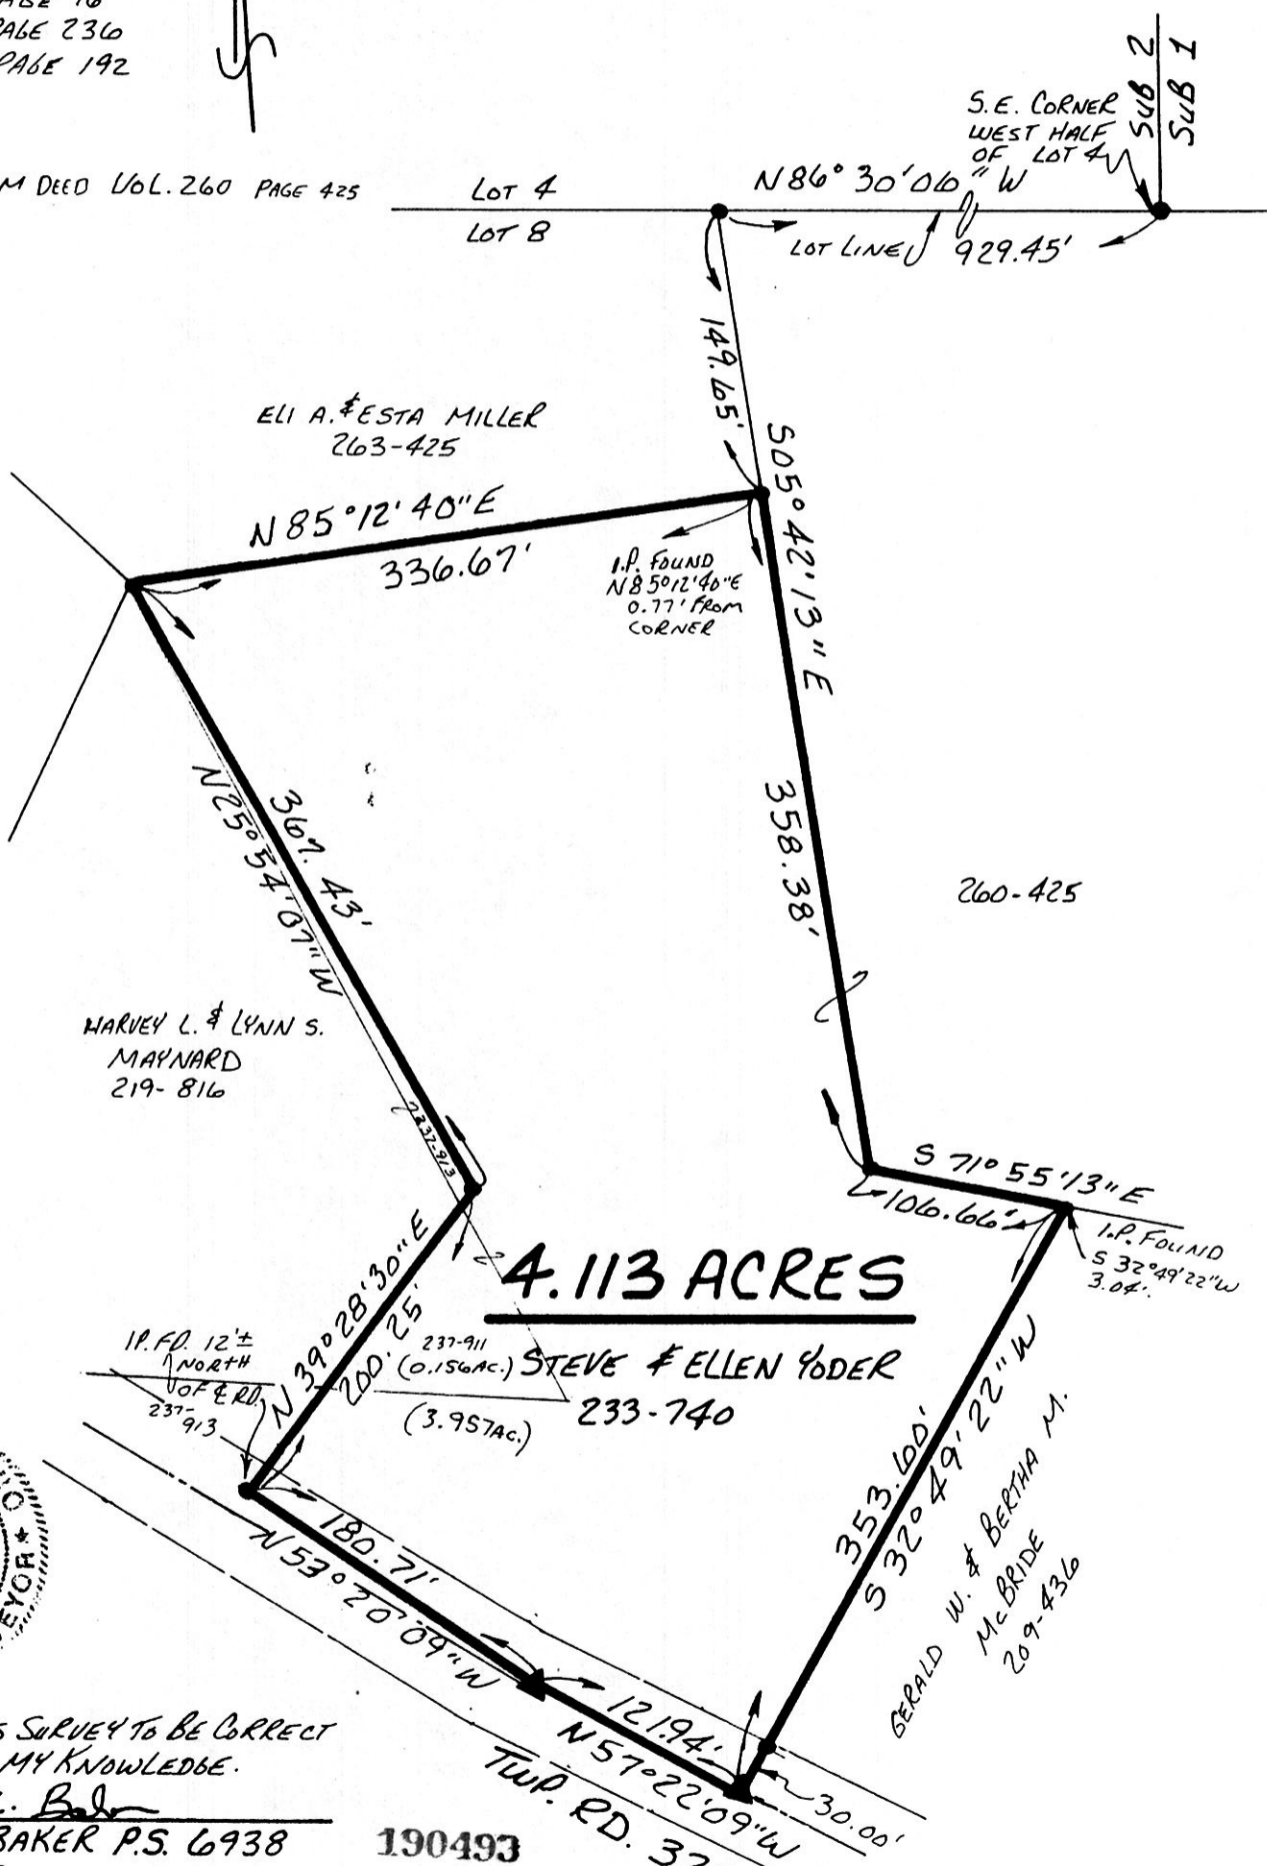 PAGE 236
PAGE 192
SUB 2
SUB 1
S.E. CORNER
WEST HALF
OF LOT 4
N86° 30' 06" W
M DEED VOL. 260 PAGE 425
LOT 4
LOT 8
LOT LINE
929.45'
149.65'
ELI A. & ESTA MILLER
263-425
S05° 42' 13" E
N 85° 12' 40" E
336.67'
I.P. FOUND
N85°12'40"E
0.77' FROM
CORNER
367.43'
N25° 54' 07" W
358.38'
260-425
HARVEY L. & LYNN S.
MAYNARD
219-816
237-913
S 71° 55' 13" E
106.66'
I.P. FOUND
S 32°49'22"W
3.04'
4.113 ACRES
N 39° 28' 30" E
200.25'
I.P. FD. 12'±
NORTH
OF ℄ RD.
237-
913
237-911
(0.156AC.)
STEVE & ELLEN YODER
233-740
(3.957AC.)
353.60'
S 32° 49' 22" W
GERALD W. & BERTHA M.
McBRIDE
209-436
180.71'
N 53° 20' 09" W
121.94'
N 57° 22' 09" W
30.00'
TWP. RD. 37
EYOR * O
S SURVEY TO BE CORRECT
MY KNOWLEDGE.
BAKER P.S. 6938
190493